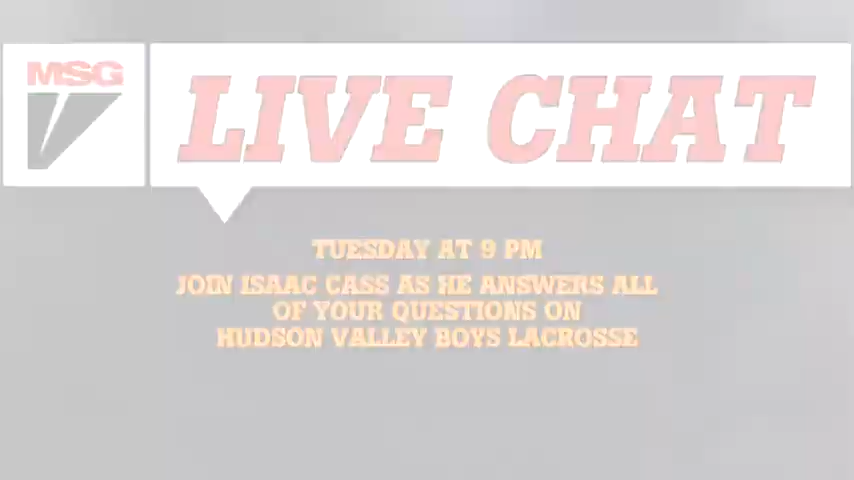 MSG
LIVE CHAT
TUESDAY AT 9 PM
JOIN ISAAC CASS AS HE ANSWERS ALL
OF YOUR QUESTIONS ON
HUDSON VALLEY BOYS LACROSSE